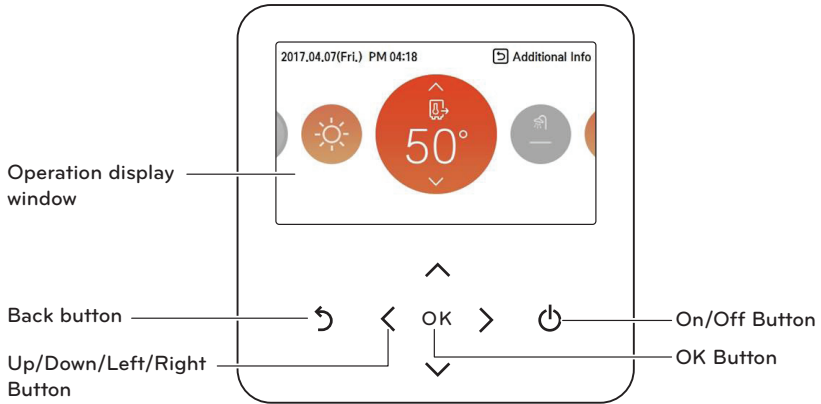 2017.04.07(Fri.) PM 04:18
Additional Info
50°
Operation display
window
Back button
OK
On/Off Button
Up/Down/Left/Right
Button
OK Button